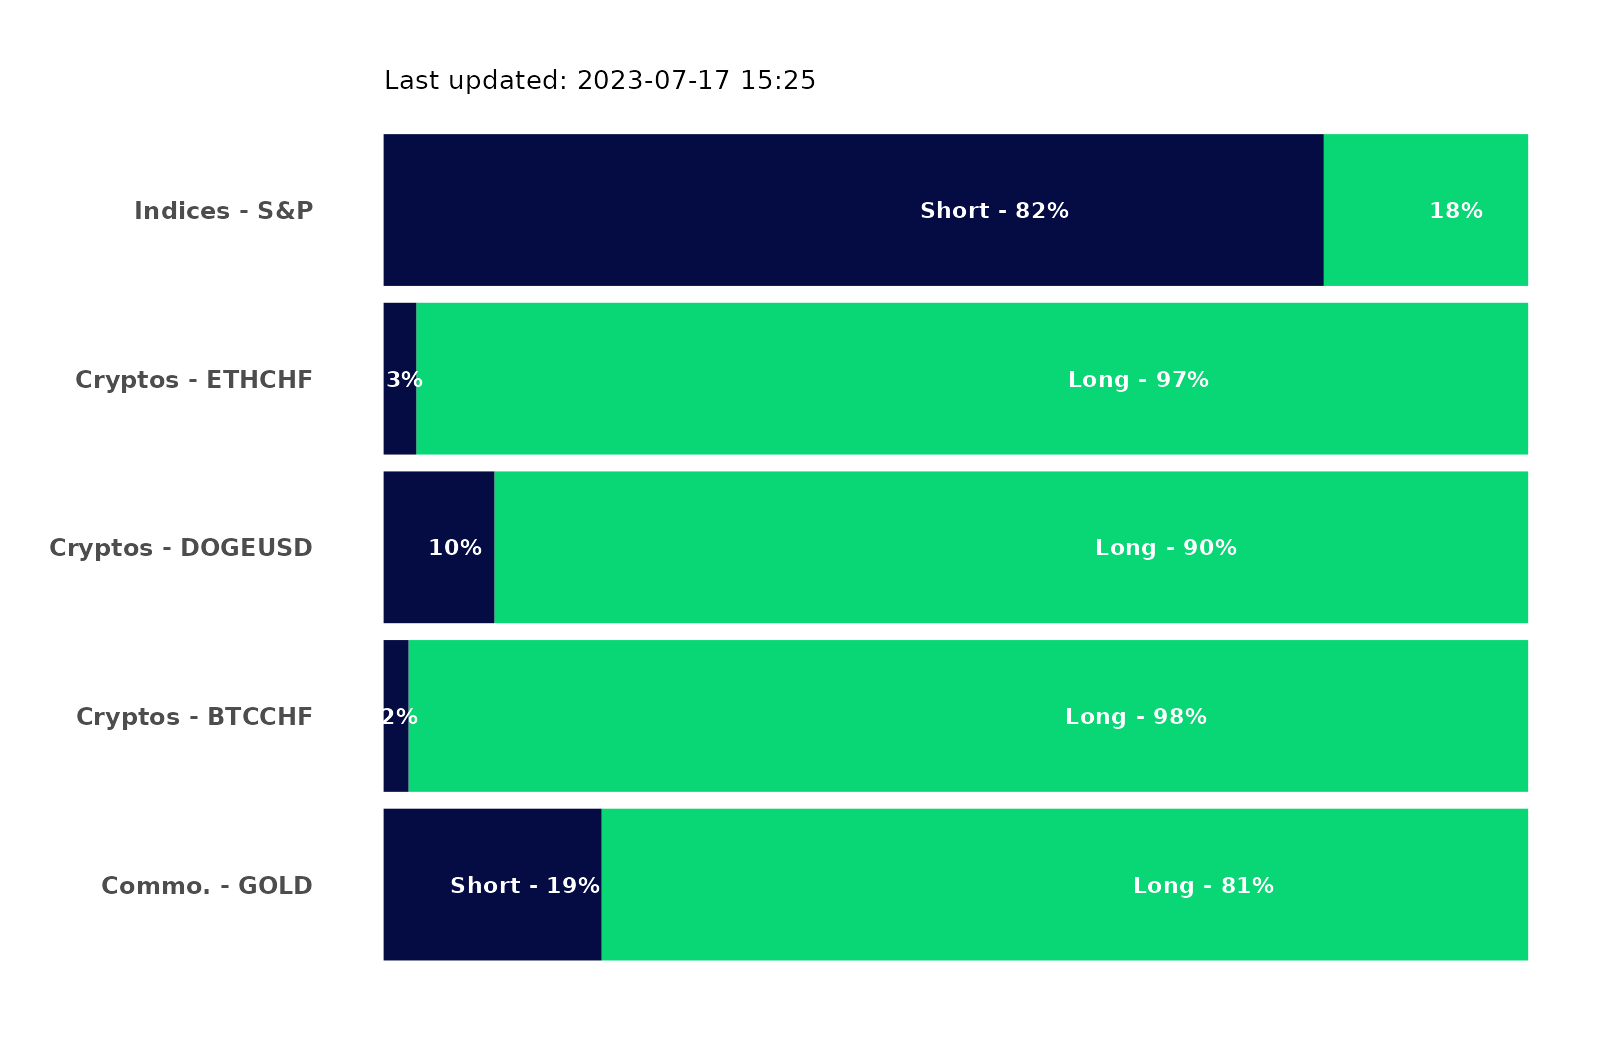 Last updated: 2023-07-17 15:25
Indices - S&P Short - 82% 18%
Cryptos - ETHCHF 3% Long - 97%
Cryptos - DOGEUSD 10% Long - 90%
Cryptos - BTCCHF 2% Long - 98%
Commo. - GOLD Short - 19% Long - 81%